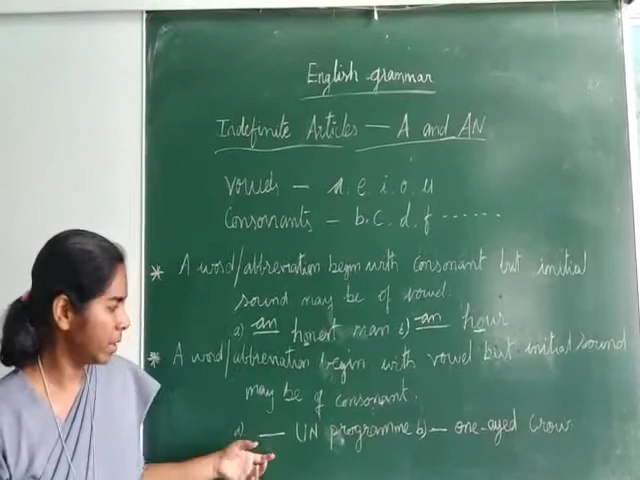 English grammar
Indefinite Articles — A and AN
Vowels — a. e. i. o. u
Consonants — b. c. d. f ......
* A word/abbreviation begin with consonant but initial
sound may be of vowel.
a) an honest man b) an hour
* A word/abbreviation begin with vowel but initial sound
may be of consonant.
a) — UN programme b) — one-eyed Crow